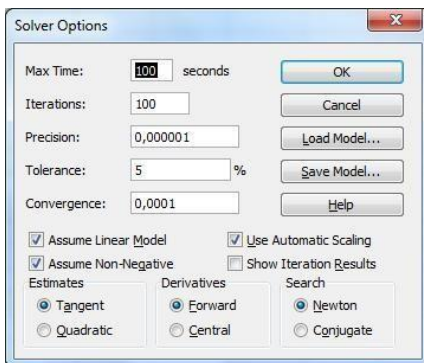 Solver Options
Max Time: 100 seconds OK
Iterations: 100 Cancel
Precision: 0,000001 Load Model...
Tolerance: 5 % Save Model...
Convergence: 0,0001 Help
Assume Linear Model Use Automatic Scaling
Assume Non-Negative Show Iteration Results
Estimates Derivatives Search
Tangent Forward Newton
Quadratic Central Conjugate